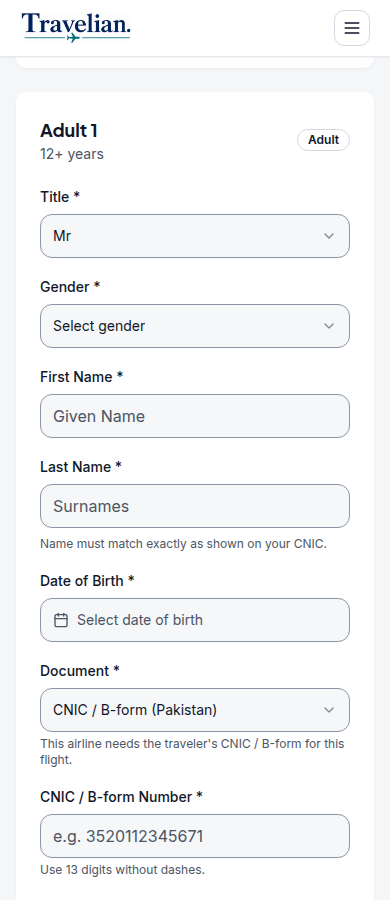 Travelian.
Adult 1
12+ years
Adult
Title *
Mr
Gender *
Select gender
First Name *
Given Name
Last Name *
Surnames
Name must match exactly as shown on your CNIC.
Date of Birth *
Select date of birth
Document *
CNIC / B-form (Pakistan)
This airline needs the traveler's CNIC / B-form for this
flight.
CNIC / B-form Number *
e.g. 3520112345671
Use 13 digits without dashes.